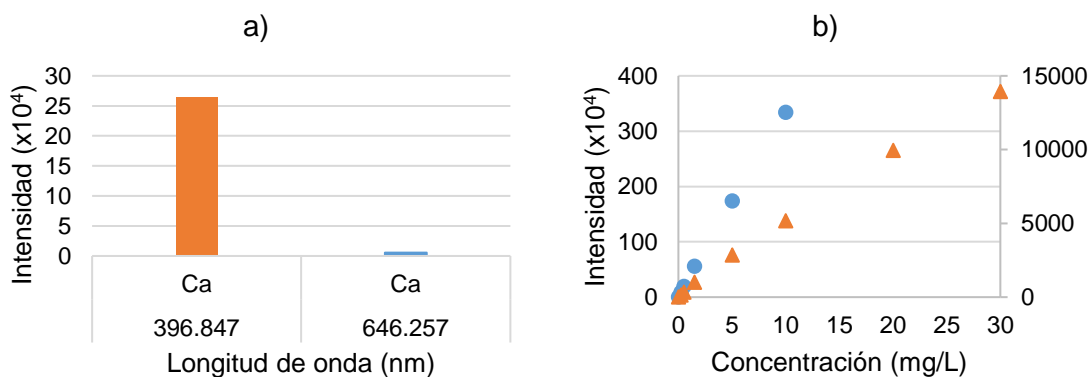 a)
Intensidad (x10⁴)
30
25
20
15
10
5
0
Ca Ca
396.847 646.257
Longitud de onda (nm)
b)
Intensidad (x10⁴)
400
300
200
100
0
15000
10000
5000
0
0 5 10 15 20 25 30
Concentración (mg/L)